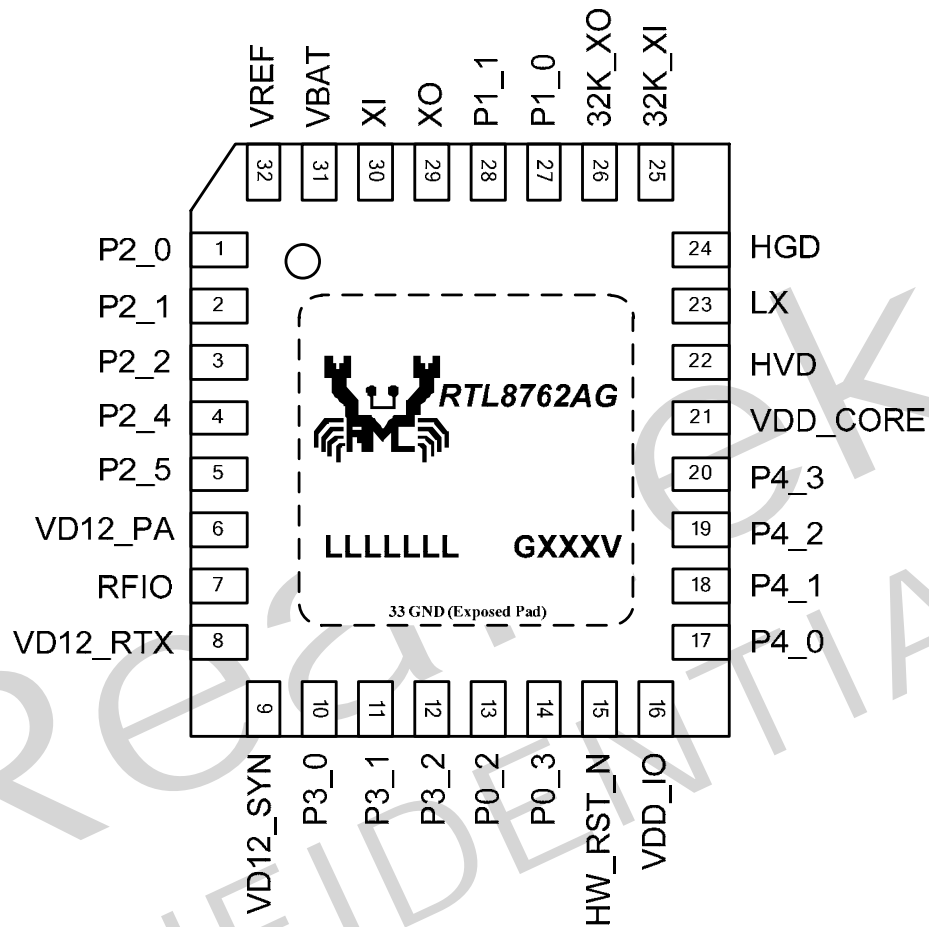 VREF
VBAT
XI
XO
P1_1
P1_0
32K_XO
32K_XI
32
31
30
29
28
27
26
25
P2_0
1
P2_1
2
P2_2
3
P2_4
4
P2_5
5
VD12_PA
6
RFIO
7
VD12_RTX
8
24
HGD
23
LX
22
HVD
21
VDD_CORE
20
P4_3
19
P4_2
18
P4_1
17
P4_0
RTL8762AG
LLLLLLL
GXXXV
33 GND (Exposed Pad)
9
10
11
12
13
14
15
16
VD12_SYN
P3_0
P3_1
P3_2
P0_2
P0_3
HW_RST_N
VDD_IO